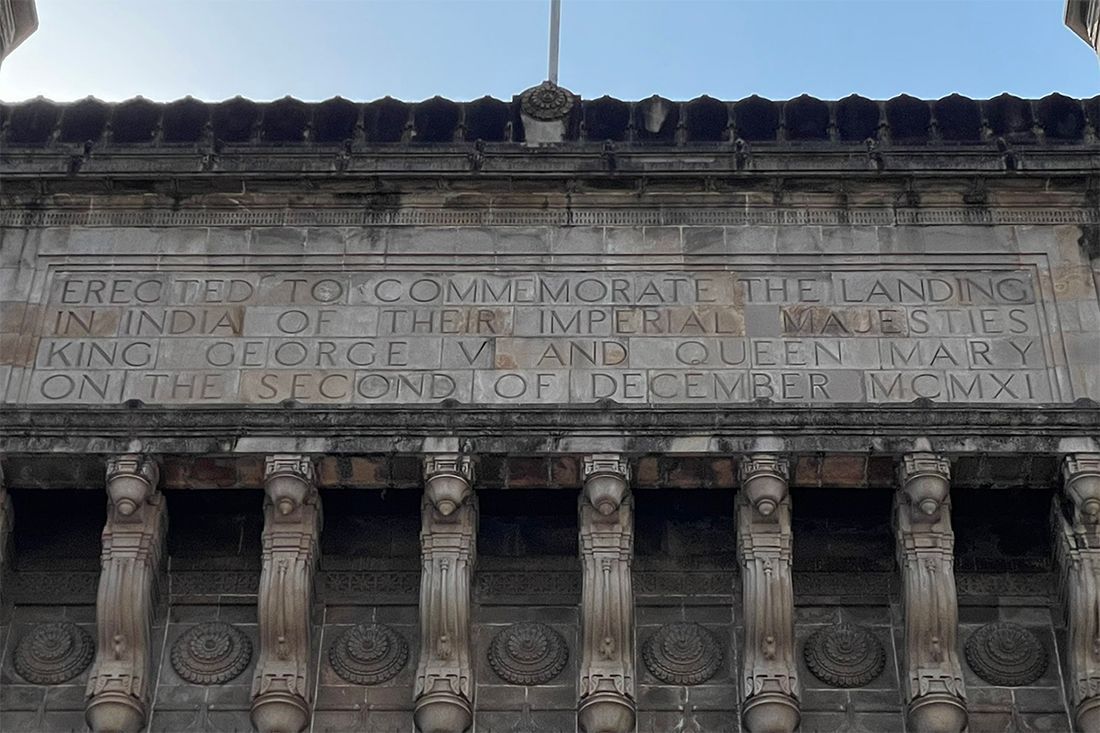 ERECTED TO COMMEMORATE THE LANDING
IN INDIA OF THEIR IMPERIAL MAJESTIES
KING GEORGE V AND QUEEN MARY
ON THE SECOND OF DECEMBER MCMXI